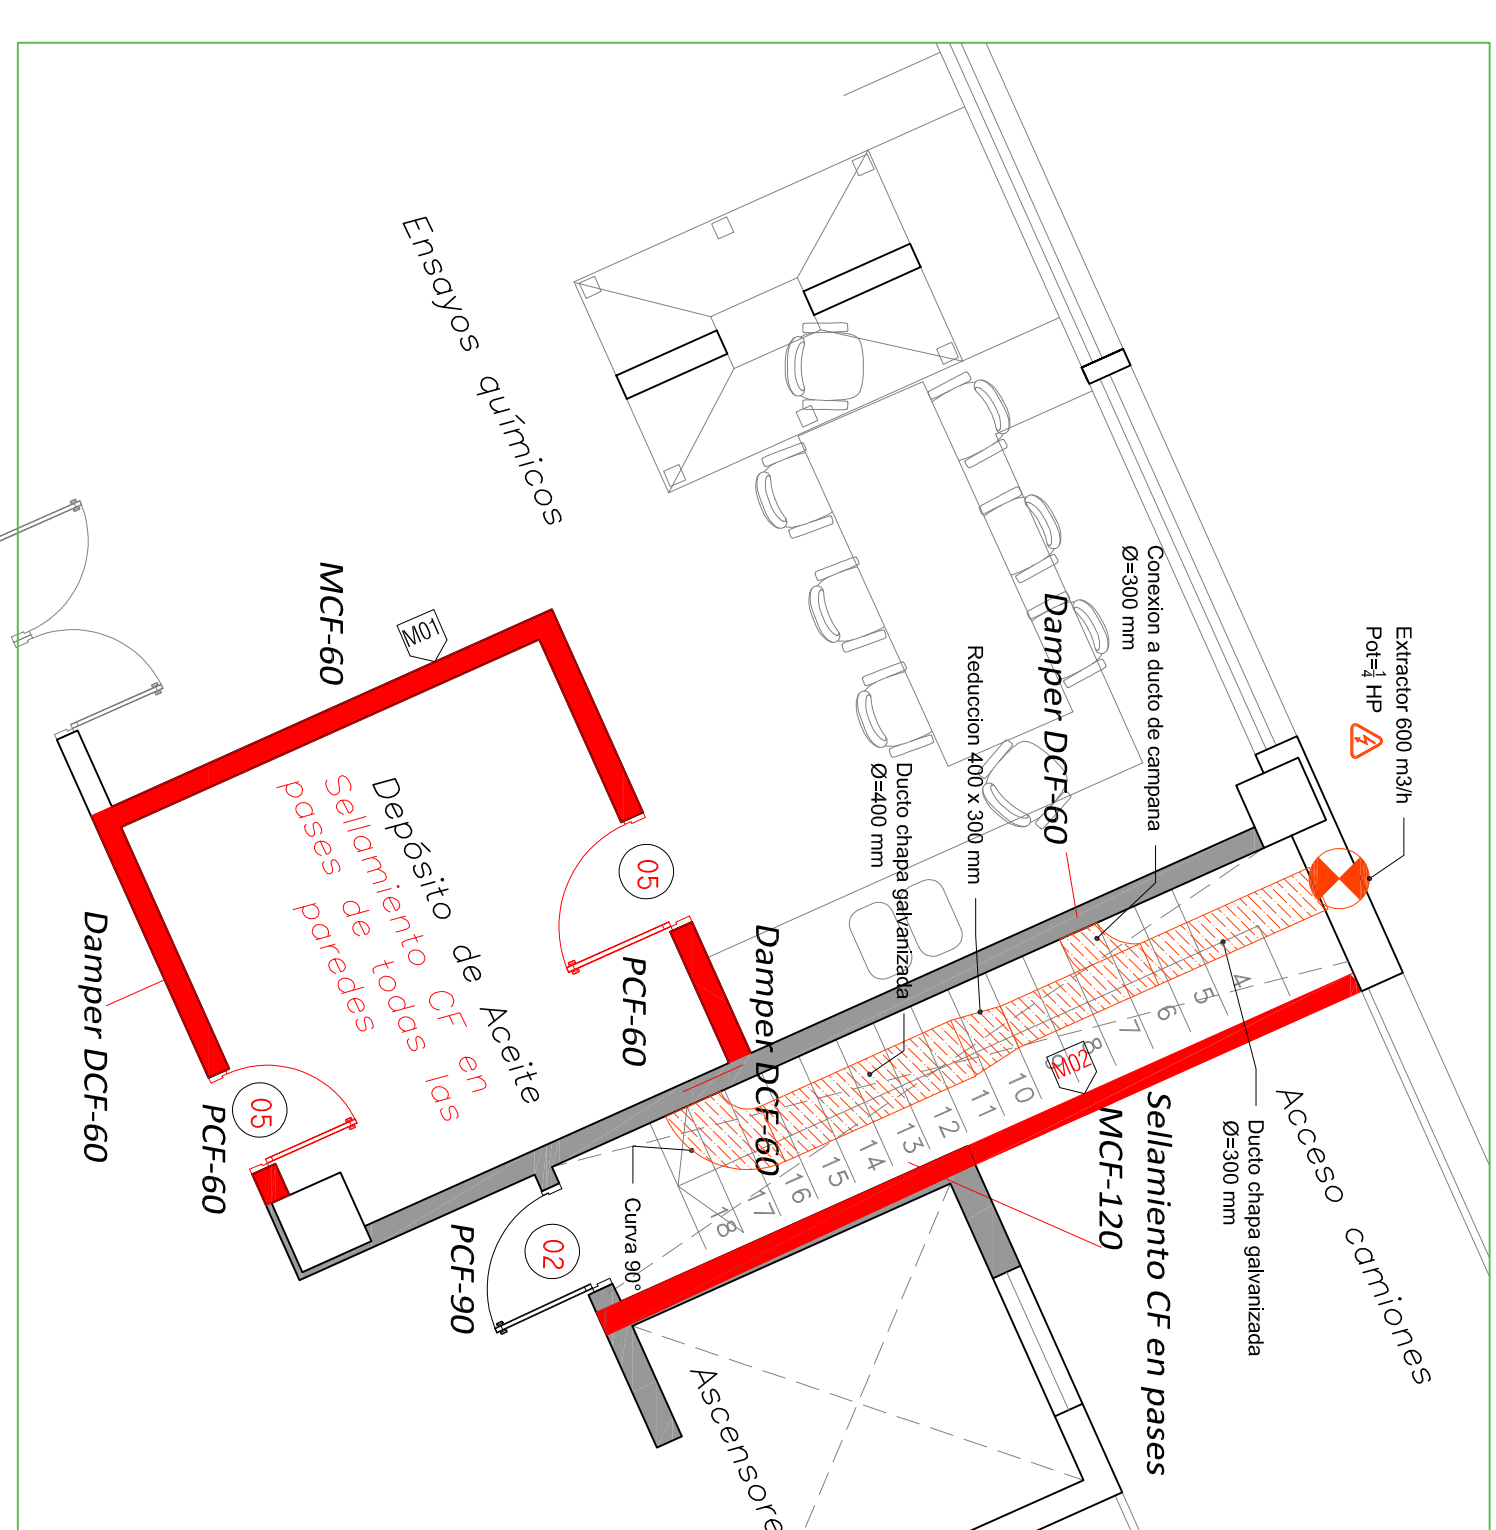 Ensayos químicos
Extractor 600 m3/h
Pot=1/4 HP
Conexion a ducto de campana
Ø=300 mm
Damper DCF-60
Reduccion 400 x 300 mm
Ducto chapa galvanizada
Ø=400 mm
MCF-60
M01
Depósito de Aceite
Sellamiento CF en
pases de todas las
paredes
05
PCF-60
Damper DCF-60
Damper DCF-60
05
PCF-60
4
5
6
7
8
9
10
11
12
13
14
15
16
17
18
M02
MCF-120
Sellamiento CF en pases
Ducto chapa galvanizada
Ø=300 mm
Acceso camiones
Curva 90°
02
PCF-90
Ascensore